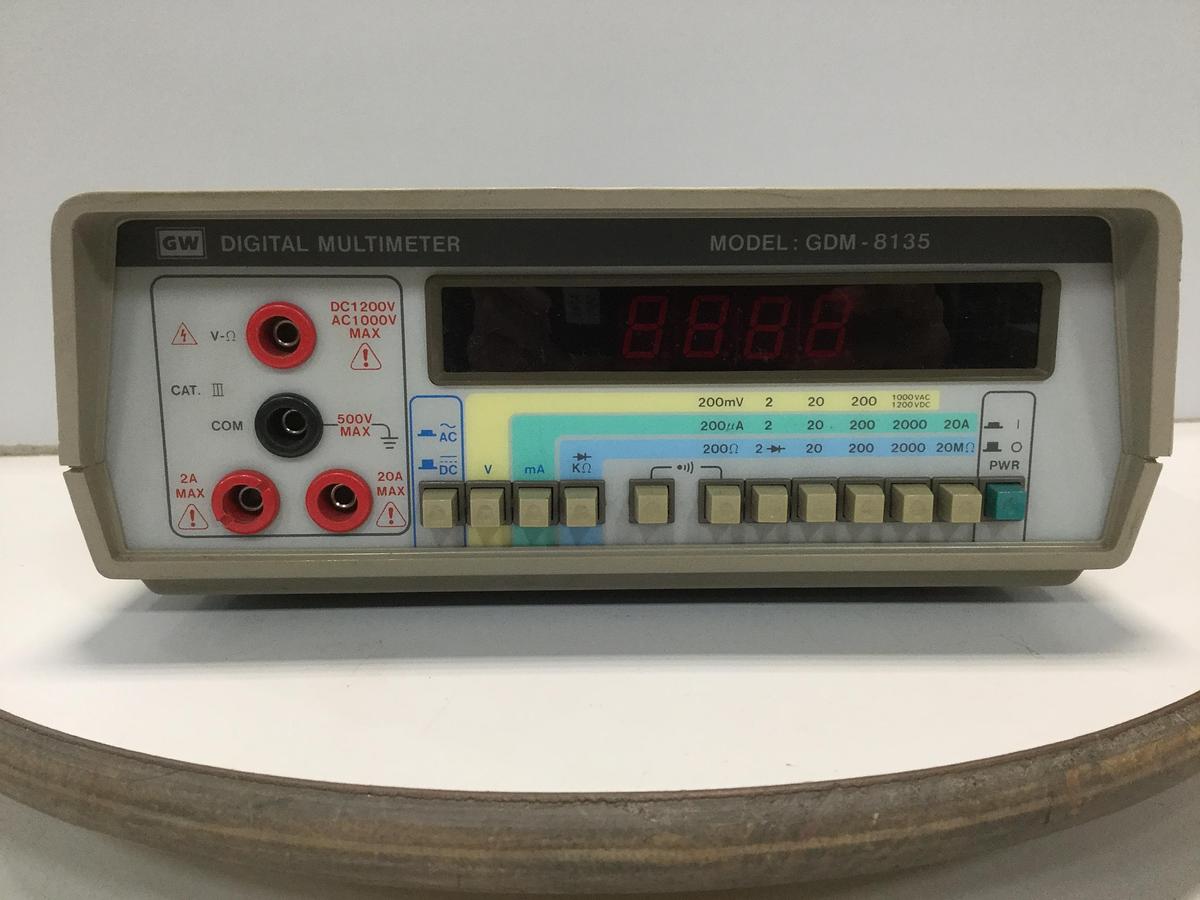 GW DIGITAL MULTIMETER MODEL: GDM-8135
V-Ω
DC1200V
AC1000V
MAX
CAT. III
COM
500V
MAX
2A
MAX
20A
MAX
8888
AC
DC
V
mA
KΩ
200mV 2 20 200 1000VAC
1200VDC
200μA 2 20 200 2000 20A
200Ω 2 20 200 2000 20MΩ
I
O
PWR